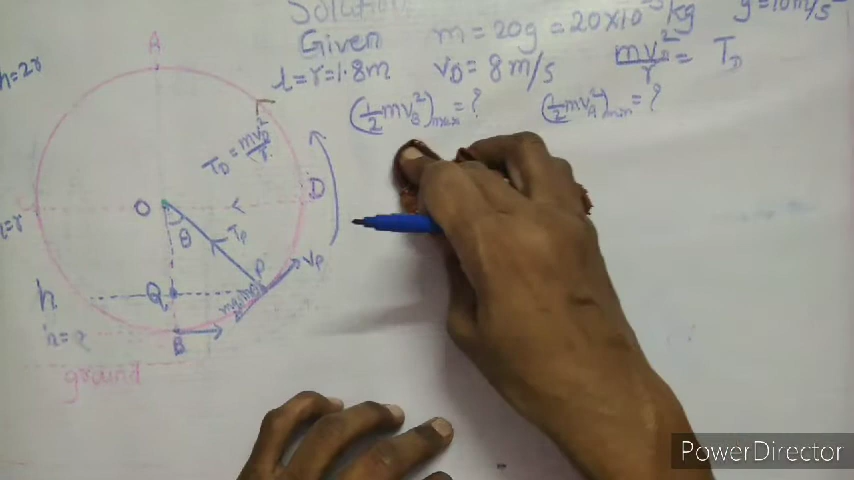 Solution
Given m = 20g = 20×10⁻³ kg g = 10m/s²
l = r = 1.8m v_D = 8 m/s mv_D²/r = T_D
(½mv_B²)max = ? (½mv_A²)min = ?
h=2r
A
T_D = mv_D²/r
D
O
θ
T_P
P
v_P
h
Q
B
ground
PowerDirector